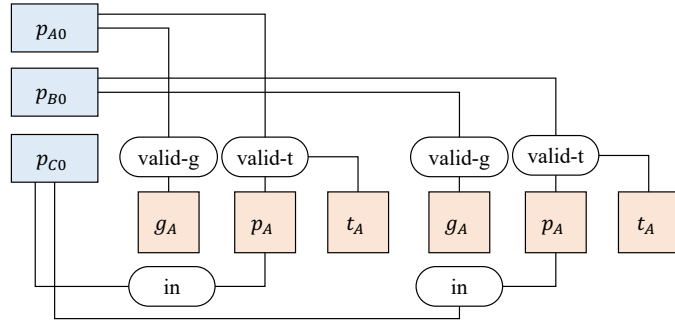 p_{A0}
p_{B0}
p_{C0}
valid-g valid-t valid-g valid-t
g_A p_A t_A g_A p_A t_A
in in